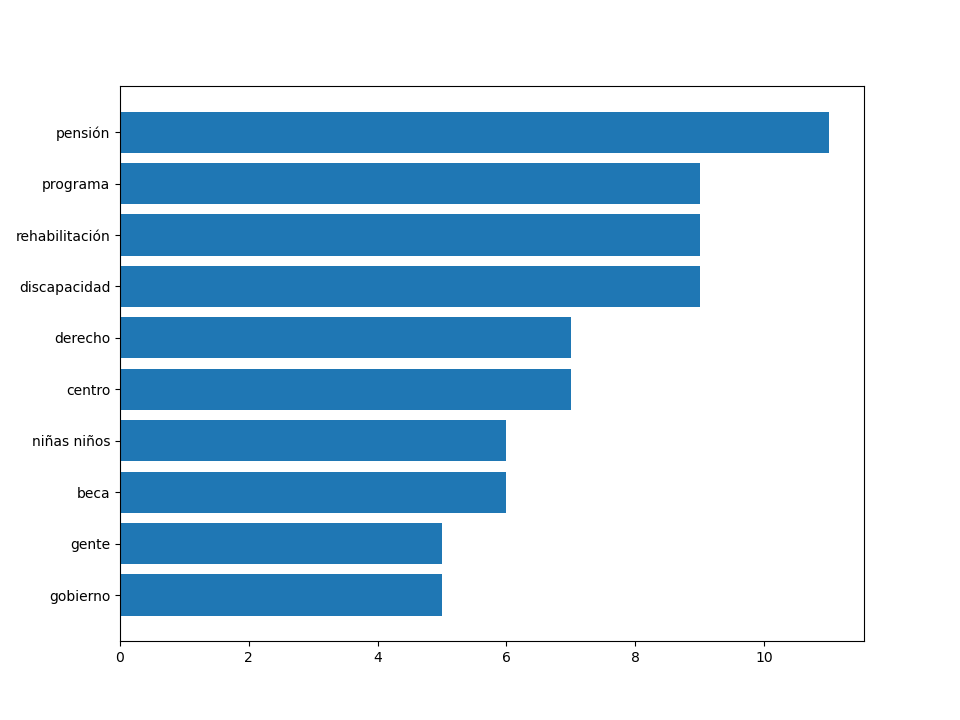 pensión
programa
rehabilitación
discapacidad
derecho
centro
niñas niños
beca
gente
gobierno
0 2 4 6 8 10